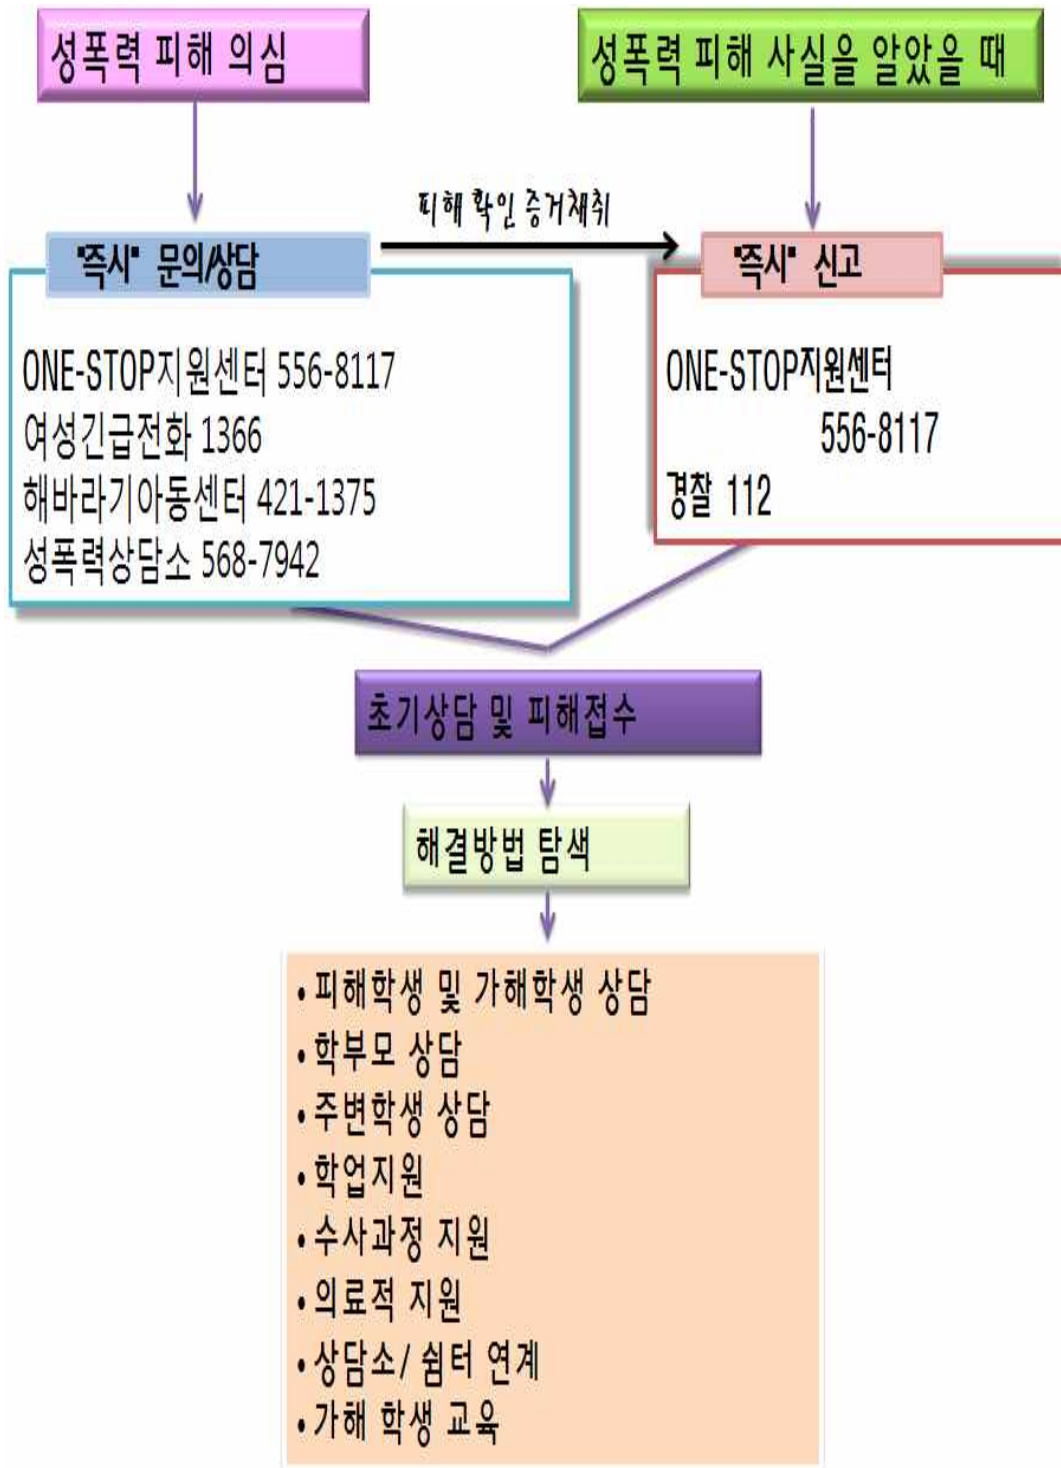 성폭력 피해 의심
성폭력 피해 사실을 알았을 때
피해 확인 증거채취
"즉시" 문의/상담
ONE-STOP지원센터 556-8117
여성긴급전화 1366
해바라기아동센터 421-1375
성폭력상담소 568-7942
"즉시" 신고
ONE-STOP지원센터
556-8117
경찰 112
초기상담 및 피해접수
해결방법 탐색
• 피해학생 및 가해학생 상담
• 학부모 상담
• 주변학생 상담
• 학업지원
• 수사과정 지원
• 의료적 지원
• 상담소/ 쉼터 연계
• 가해 학생 교육